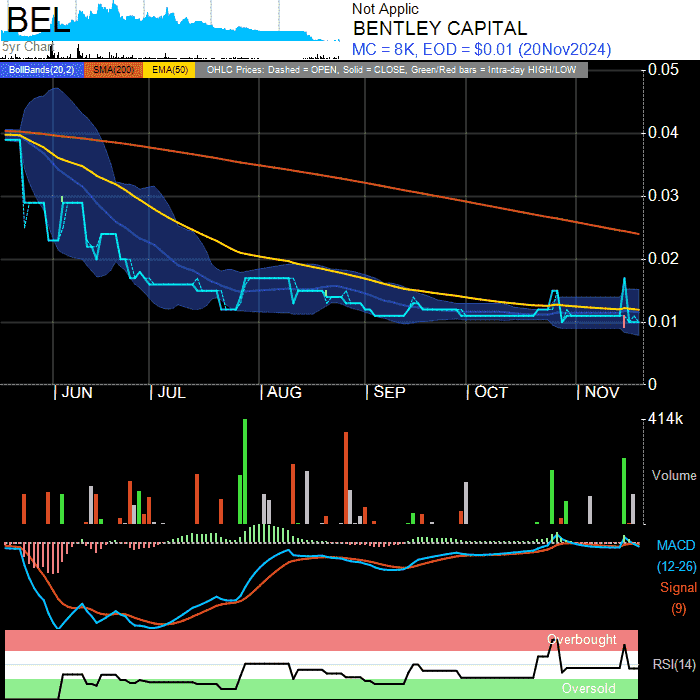 BEL
Not Applic
BENTLEY CAPITAL
5yr Chart
MC = 8K, EOD = $0.01 (20Nov2024)
BollBands(20,2) SMA(200) EMA(50) OHLC Prices: Dashed = OPEN, Solid = CLOSE, Green/Red bars = Intra-day HIGH/LOW
0.05
0.04
0.03
0.02
0.01
0
JUN JUL AUG SEP OCT NOV
414k
Volume
MACD
(12-26)
Signal
(9)
Overbought
RSI(14)
Oversold